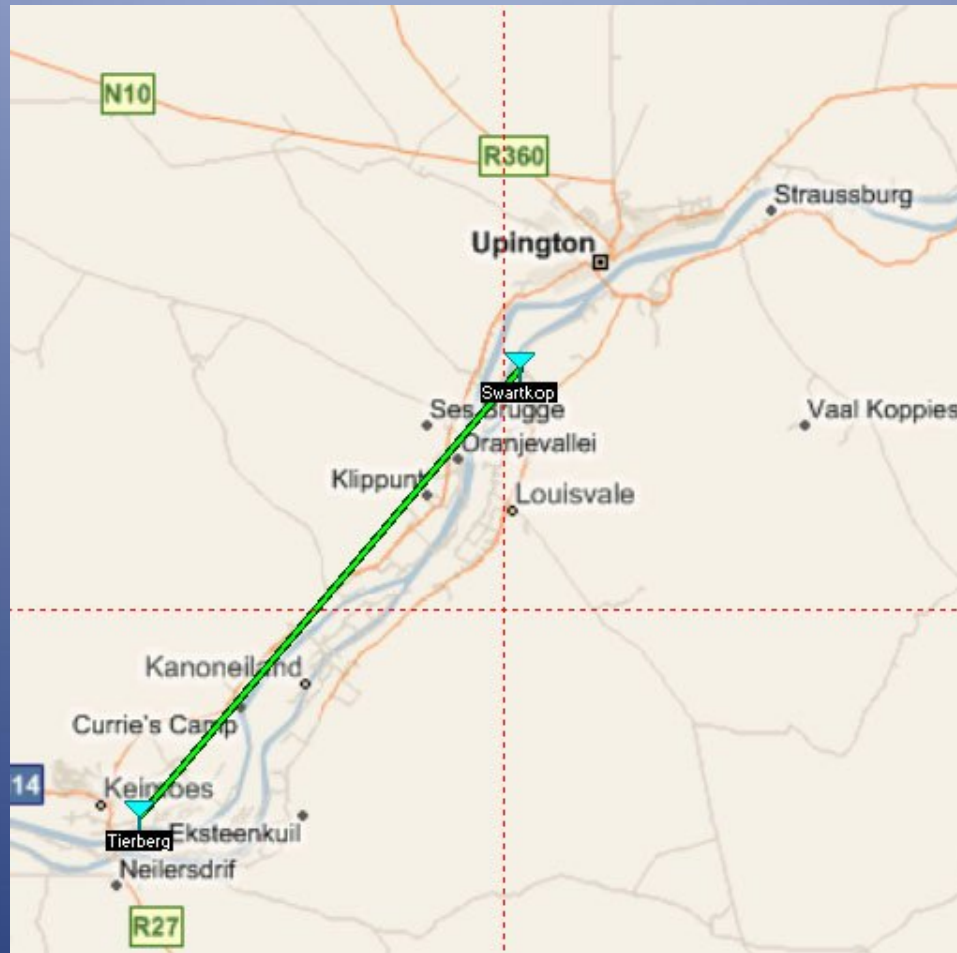 N10
R360
Straussburg
Upington
Swartkop
Ses Brugge
Vaal Koppies
Oranjevallei
Klippunt
Louisvale
Kanoneiland
Currie's Camp
14
Keimoes
Tierberg
Eksteenkuil
Neilersdrif
R27